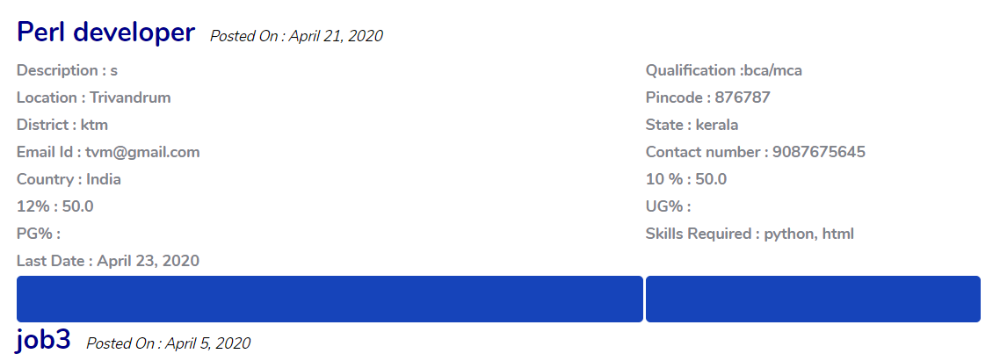 Perl developer Posted On : April 21, 2020
Description : s Qualification :bca/mca
Location : Trivandrum Pincode : 876787
District : ktm State : kerala
Email Id : tvm@gmail.com Contact number : 9087675645
Country : India 10 % : 50.0
12% : 50.0 UG% :
PG% : Skills Required : python, html
Last Date : April 23, 2020
job3 Posted On : April 5, 2020